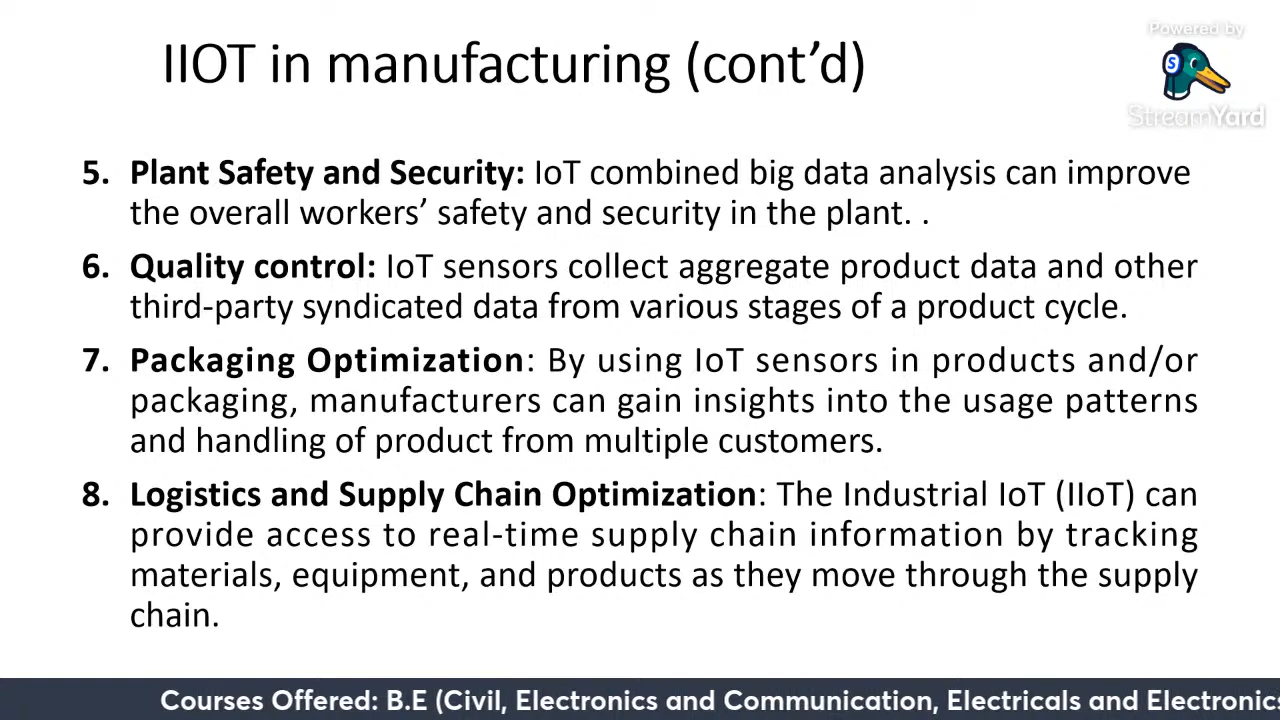 IIOT in manufacturing (cont’d)
Powered by
S
StreamYard
5. Plant Safety and Security: IoT combined big data analysis can improve
the overall workers’ safety and security in the plant. .
6. Quality control: IoT sensors collect aggregate product data and other
third-party syndicated data from various stages of a product cycle.
7. Packaging Optimization: By using IoT sensors in products and/or
packaging, manufacturers can gain insights into the usage patterns
and handling of product from multiple customers.
8. Logistics and Supply Chain Optimization: The Industrial IoT (IIoT) can
provide access to real-time supply chain information by tracking
materials, equipment, and products as they move through the supply
chain.
Courses Offered: B.E (Civil, Electronics and Communication, Electricals and Electronics